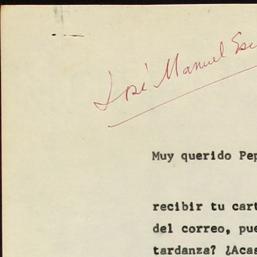 José Manuel
Muy querido Pep
recibir tu cart
del correo, pue
tardanza? ¿Acas